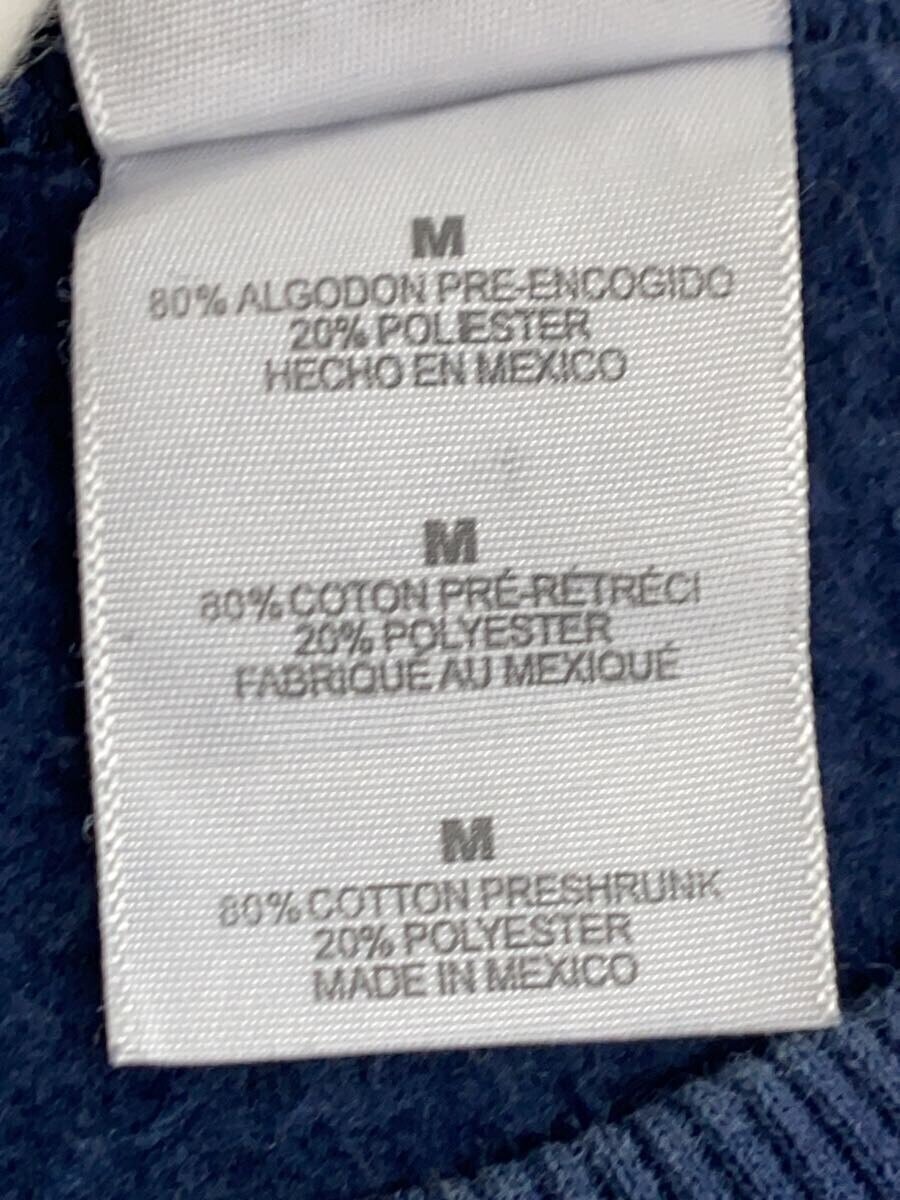 M
80% ALGODON PRE-ENCOGIDO
20% POLIESTER
HECHO EN MEXICO
M
80% COTON PRÉ-RÉTRÉCI
20% POLYESTER
FABRIQUÉ AU MEXIQUÉ
M
80% COTTON PRESHRUNK
20% POLYESTER
MADE IN MEXICO